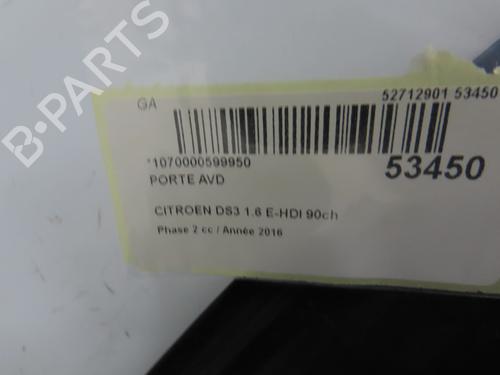 GA
52712901 53450
*1070000599950
53450
PORTE AVD
CITROEN DS3 1.6 E-HDI 90ch
Phase 2 cc / Année 2016
B-PARTS